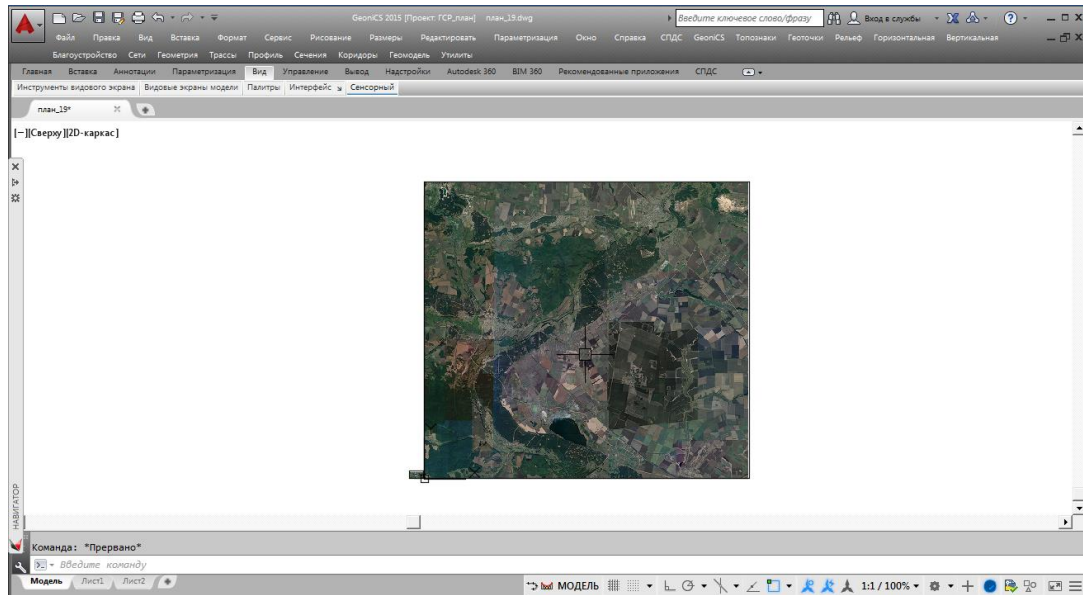 GeoniCS 2015 [Проект: ГСР_план] план_19.dwg Введите ключевое слово/фразу Вход в службы
Файл Правка Вид Вставка Формат Сервис Рисование Размеры Редактировать Параметризация Окно Справка СПДС GeoniCS Топознаки Геоточки Рельеф Горизонтальная Вертикальная
Благоустройство Сети Геометрия Трассы Профиль Сечения Коридоры Геомодель Утилиты
Главная Вставка Аннотации Параметризация Вид Управление Вывод Надстройки Autodesk 360 BIM 360 Рекомендованные приложения СПДС
Инструменты видового экрана Видовые экраны модели Палитры Интерфейс Сенсорный
план_19*
[−][Сверху][2D-каркас]
НАВИГАТОР
Команда: *Прервано*
Введите команду
Модель Лист1 Лист2
МОДЕЛЬ 1:1 / 100%